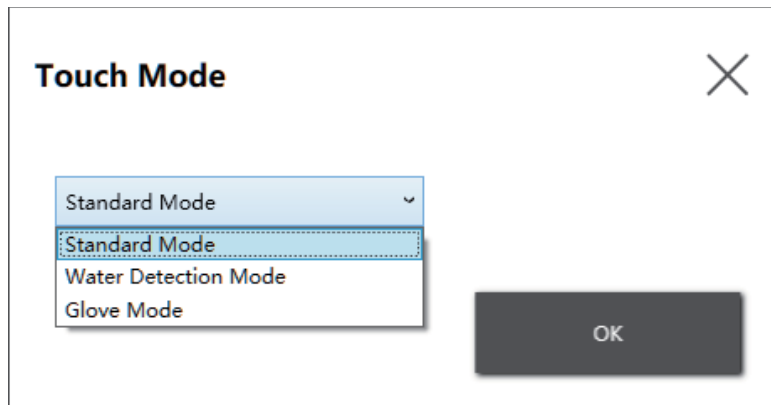 Touch Mode
Standard Mode
Standard Mode
Water Detection Mode
Glove Mode
OK